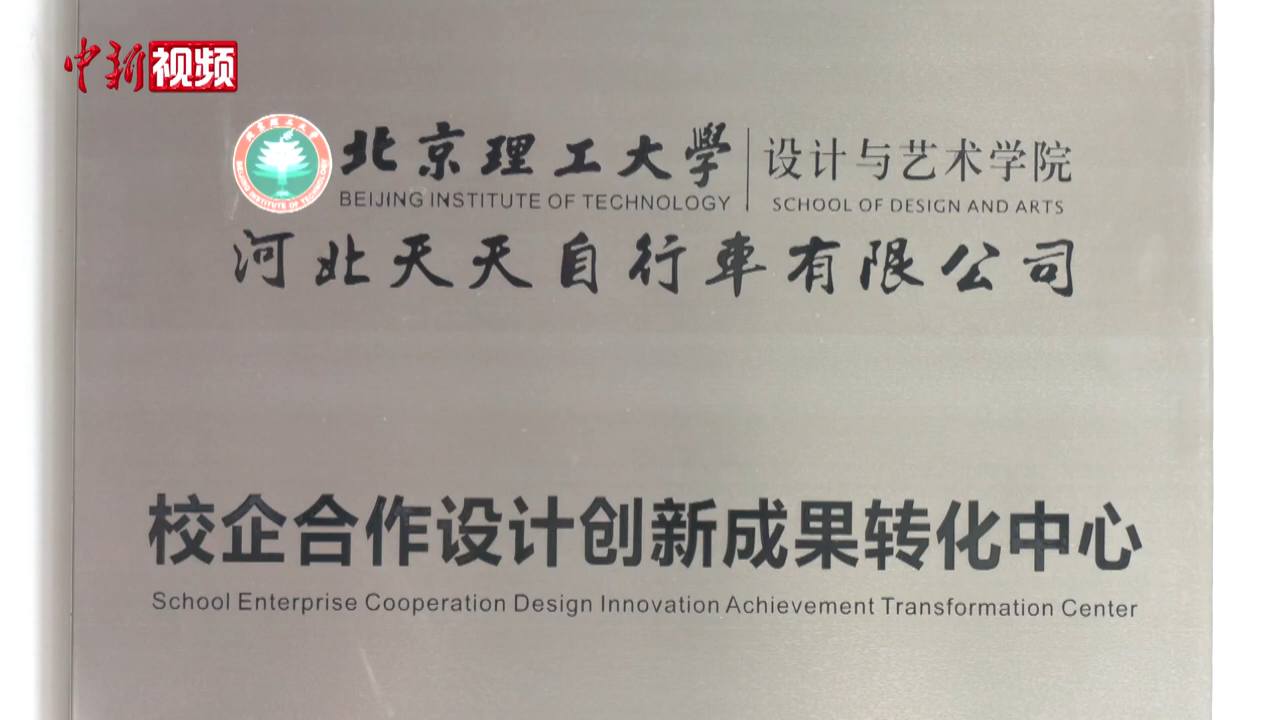 中新视频
北京理工大學 设计与艺术学院
BEIJING INSTITUTE OF TECHNOLOGY SCHOOL OF DESIGN AND ARTS
河北天天自行車有限公司
校企合作设计创新成果转化中心
School Enterprise Cooperation Design Innovation Achievement Transformation Center